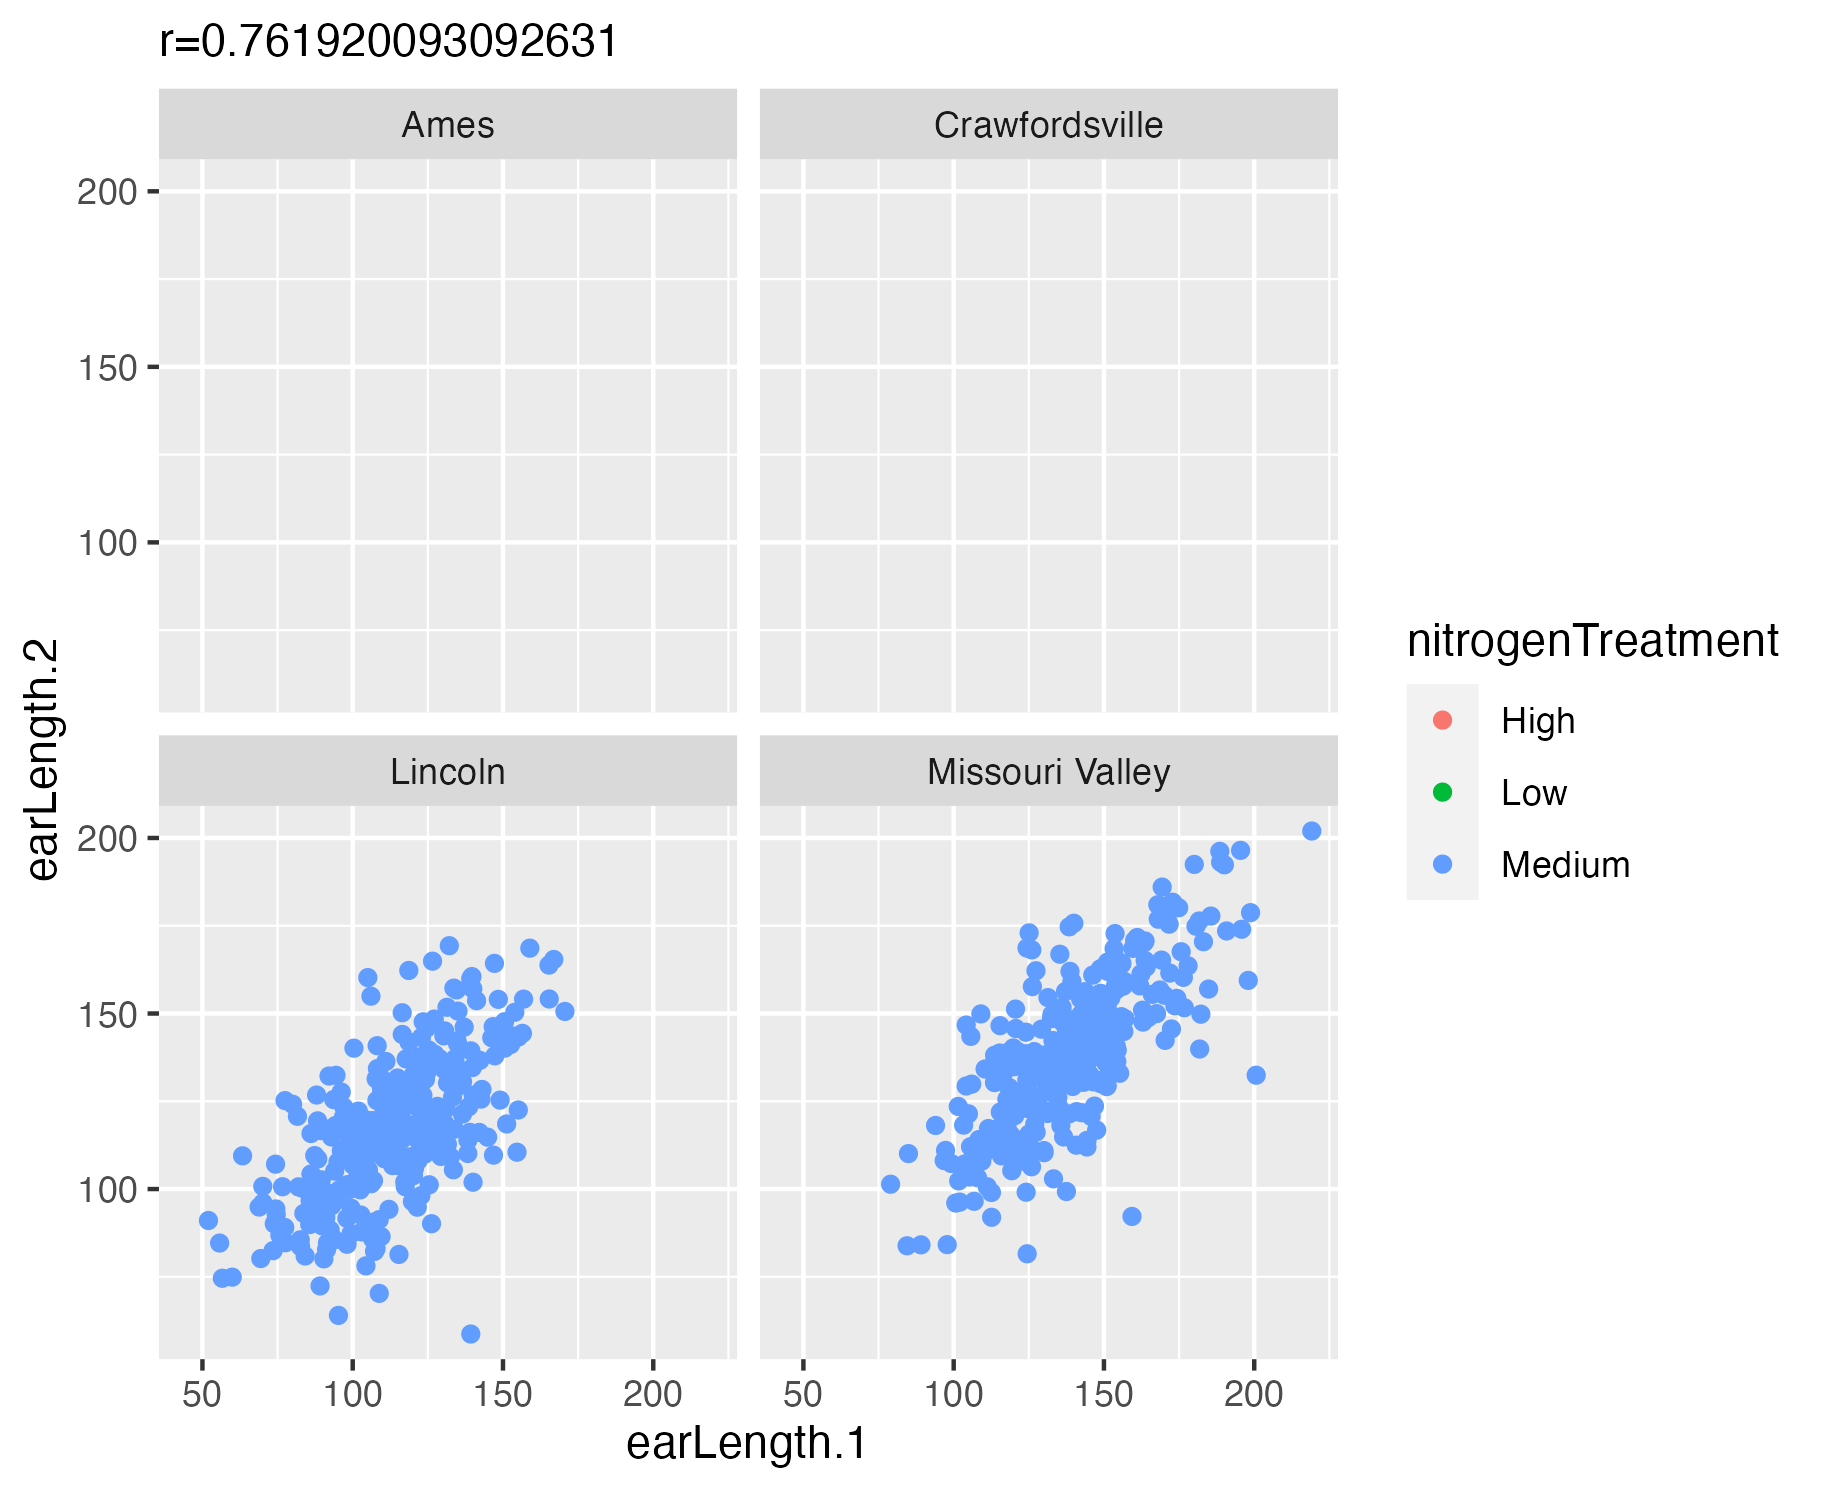 r=0.761920093092631
Ames
Crawfordsville
200
150
100
Lincoln
Missouri Valley
200
150
100
50 100 150 200
50 100 150 200
earLength.1
earLength.2
nitrogenTreatment
High
Low
Medium